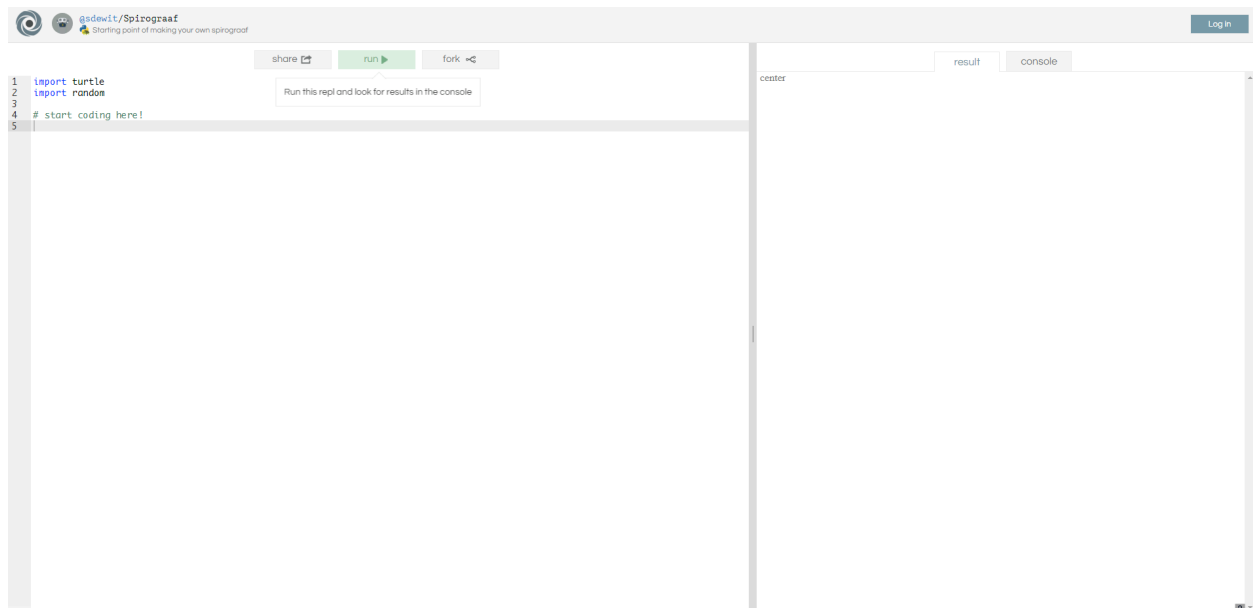 @sdewit/Spirograaf
Starting point of making your own spirograaf
Log in
share run fork
Run this repl and look for results in the console
1 import turtle
2 import random
3
4 # start coding here!
5
result console
center